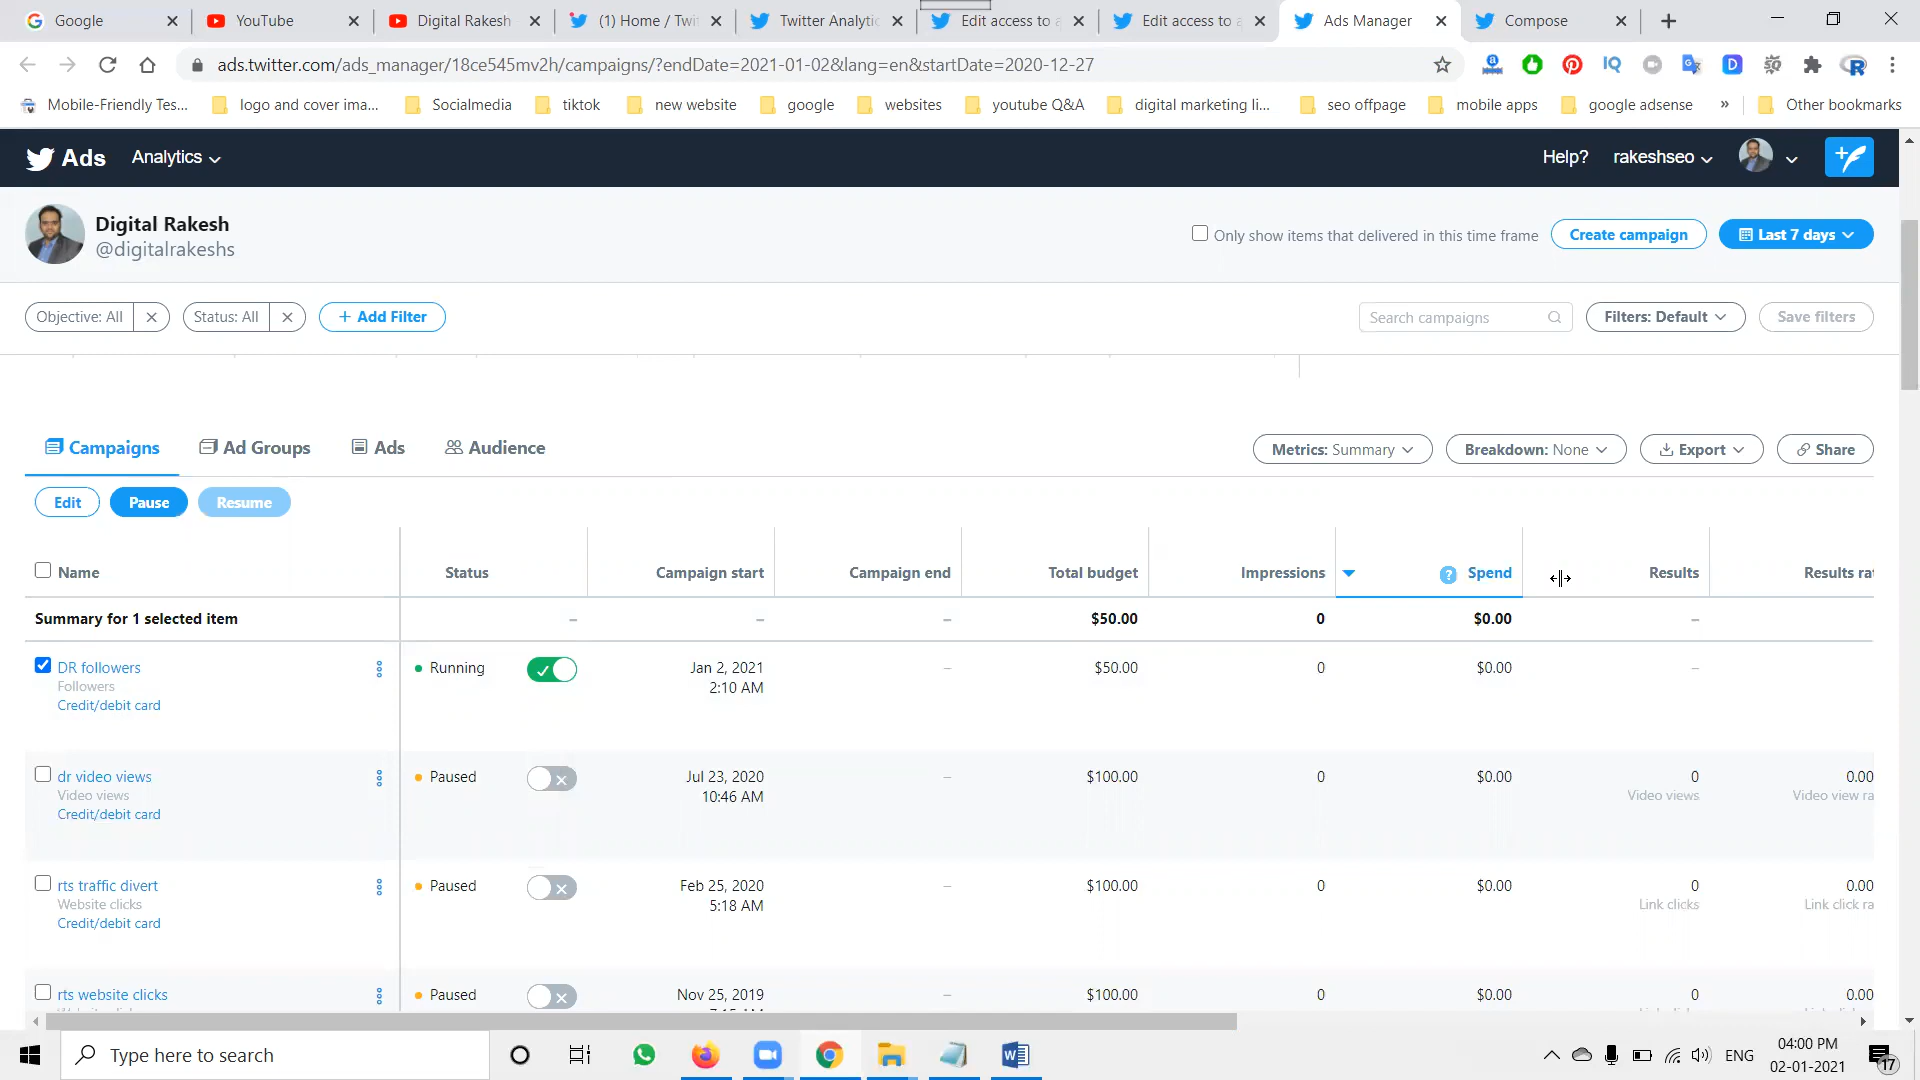 Google
YouTube
Digital Rakesh
(1) Home / Twi
Twitter Analytic
Edit access to a
Edit access to a
Ads Manager
Compose
ads.twitter.com/ads_manager/18ce545mv2h/campaigns/?endDate=2021-01-02&lang=en&startDate=2020-12-27
Mobile-Friendly Tes...
logo and cover ima...
Socialmedia
tiktok
new website
google
websites
youtube Q&A
digital marketing li...
seo offpage
mobile apps
google adsense
»
Other bookmarks
Ads
Analytics
Help?
rakeshseo
Digital Rakesh
@digitalrakeshs
Only show items that delivered in this time frame
Create campaign
Last 7 days
Objective: All
Status: All
+ Add Filter
Search campaigns
Filters: Default
Save filters
Campaigns
Ad Groups
Ads
Audience
Metrics: Summary
Breakdown: None
Export
Share
Edit
Pause
Resume
Name
Status
Campaign start
Campaign end
Total budget
Impressions
? Spend
Results
Results rat
Summary for 1 selected item
–
–
–
$50.00
0
$0.00
–
DR followers
Followers
Credit/debit card
Running
Jan 2, 2021
2:10 AM
–
$50.00
0
$0.00
–
dr video views
Video views
Credit/debit card
Paused
Jul 23, 2020
10:46 AM
–
$100.00
0
$0.00
0
Video views
0.00
Video view ra
rts traffic divert
Website clicks
Credit/debit card
Paused
Feb 25, 2020
5:18 AM
–
$100.00
0
$0.00
0
Link clicks
0.00
Link click ra
rts website clicks
Paused
Nov 25, 2019
–
$100.00
0
$0.00
0
0.00
Type here to search
ENG
04:00 PM
02-01-2021
17